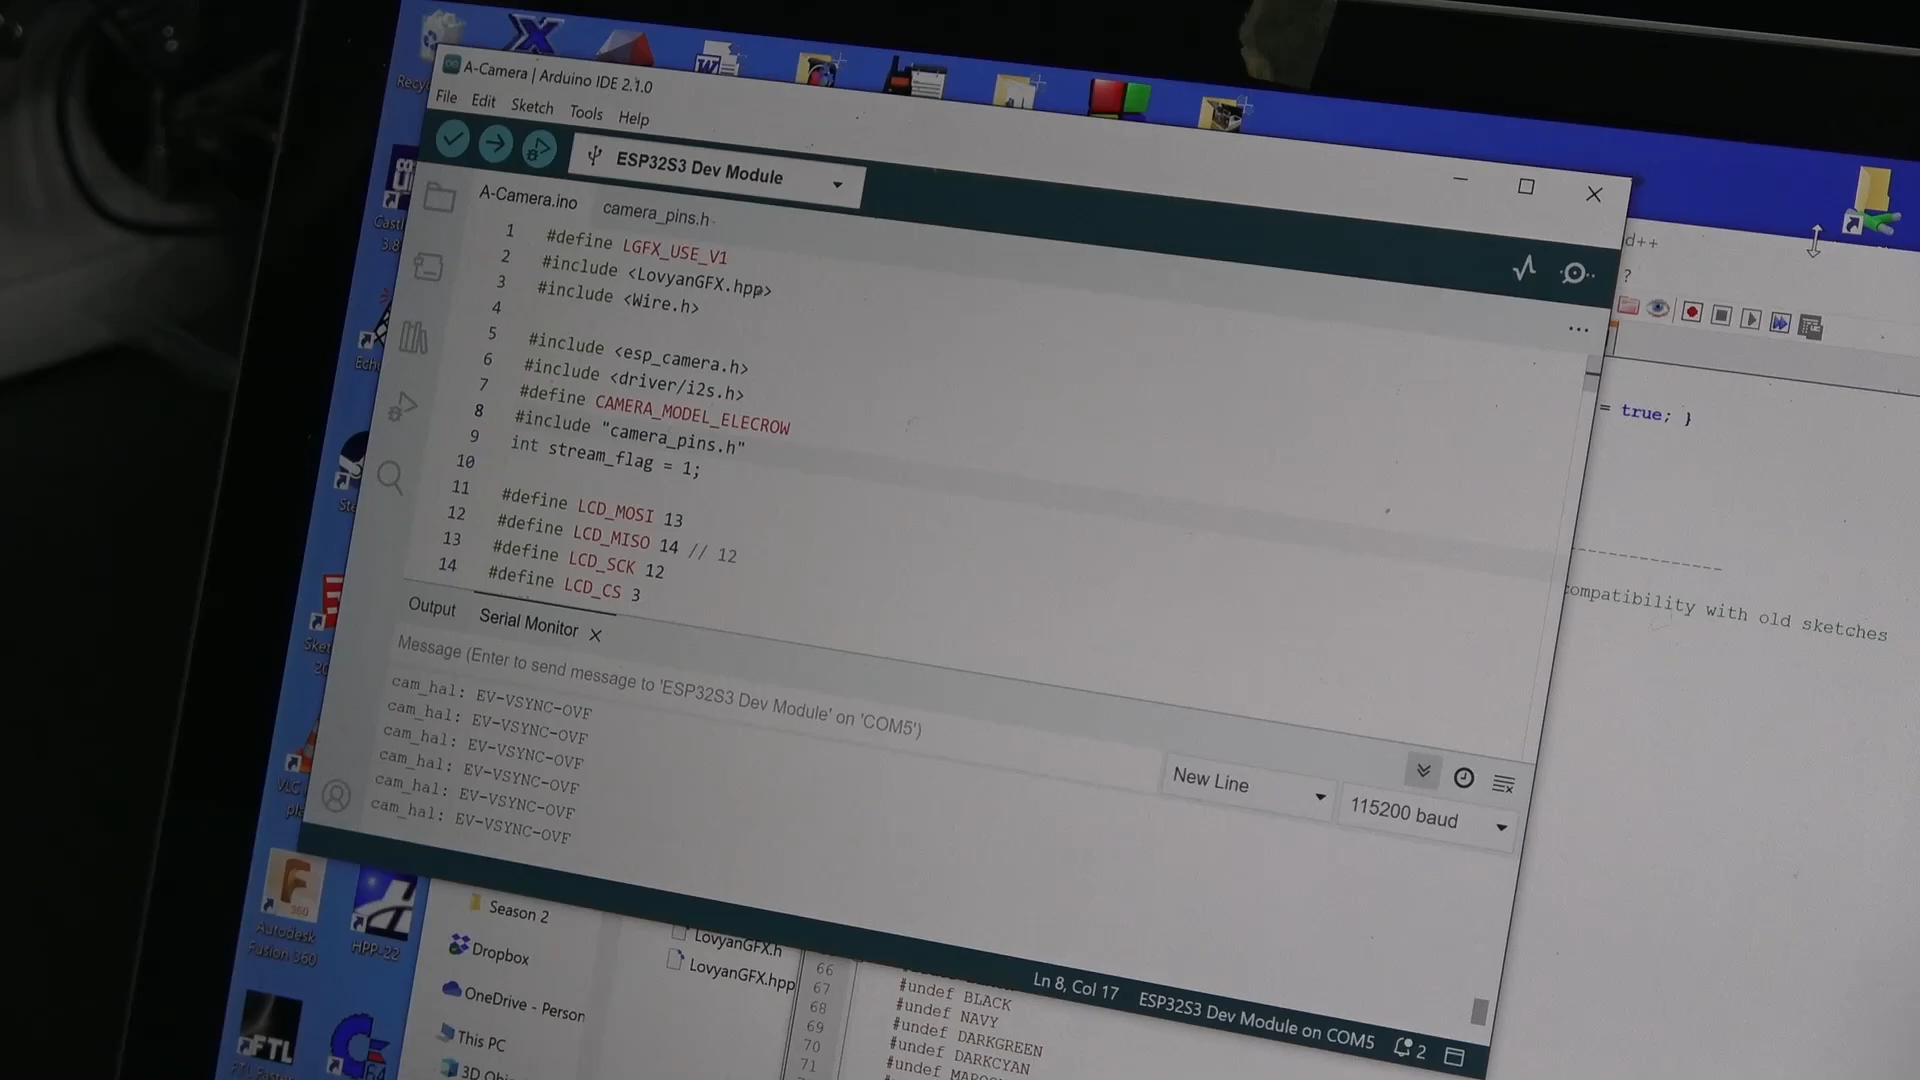 A-Camera | Arduino IDE 2.1.0
File Edit Sketch Tools Help
ESP32S3 Dev Module
A-Camera.ino camera_pins.h
1 #define LGFX_USE_V1
2 #include <LovyanGFX.hpp>
3 #include <Wire.h>
4
5 #include <esp_camera.h>
6 #include <driver/i2s.h>
7 #define CAMERA_MODEL_ELECROW
8 #include "camera_pins.h"
9 int stream_flag = 1;
10
11 #define LCD_MOSI 13
12 #define LCD_MISO 14 // 12
13 #define LCD_SCK 12
14 #define LCD_CS 3
Output Serial Monitor
Message (Enter to send message to 'ESP32S3 Dev Module' on 'COM5')
New Line
115200 baud
cam_hal: EV-VSYNC-OVF
cam_hal: EV-VSYNC-OVF
cam_hal: EV-VSYNC-OVF
cam_hal: EV-VSYNC-OVF
cam_hal: EV-VSYNC-OVF
cam_hal: EV-VSYNC-OVF
Ln 8, Col 17 ESP32S3 Dev Module on COM5 2
d++
?
= true; }
compatibility with old sketches
Autodesk
Fusion 360
HPP-22
VLC
FTL
64
Season 2
Dropbox
OneDrive - Person
This PC
LovyanGFX.h
LovyanGFX.hpp
66
67 #undef BLACK
68 #undef NAVY
69 #undef DARKGREEN
70 #undef DARKCYAN
71